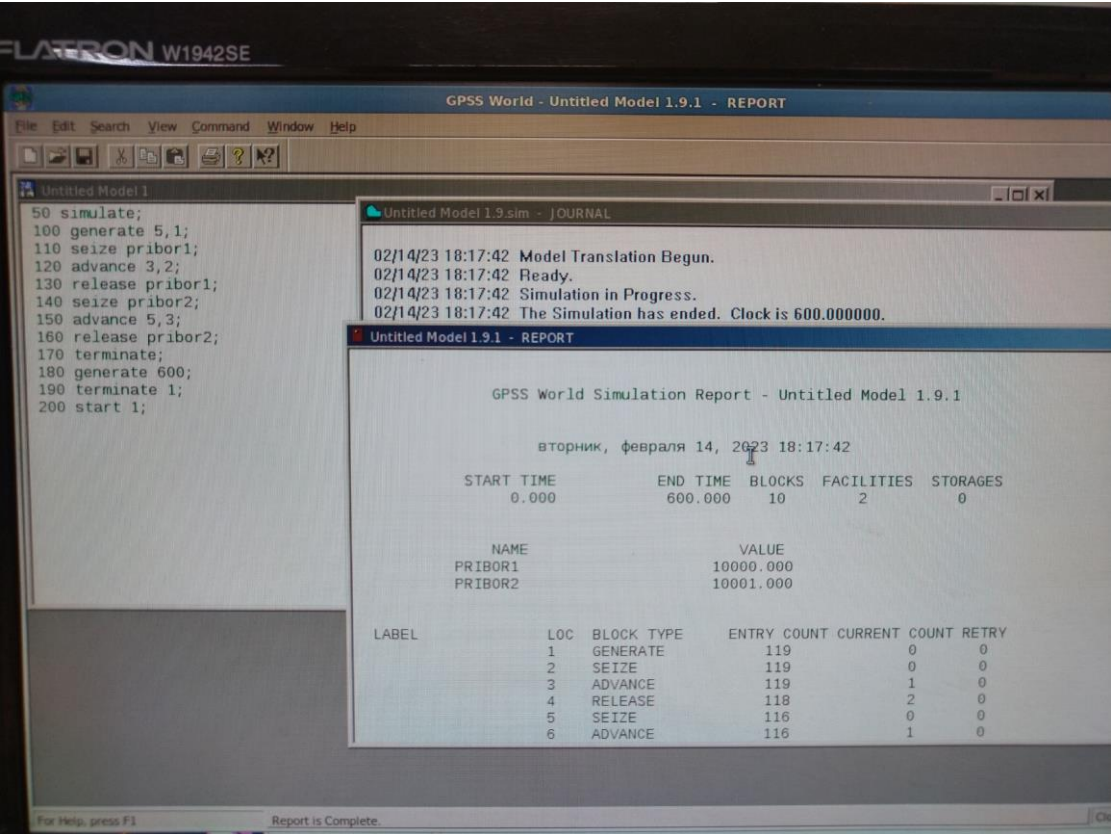 FLATRON W1942SE
GPSS World - Untitled Model 1.9.1 - REPORT
File Edit Search View Command Window Help
Untitled Model 1
50 simulate;
100 generate 5,1;
110 seize pribor1;
120 advance 3,2;
130 release pribor1;
140 seize pribor2;
150 advance 5,3;
160 release pribor2;
170 terminate;
180 generate 600;
190 terminate 1;
200 start 1;
Untitled Model 1.9.sim - JOURNAL
02/14/23 18:17:42 Model Translation Begun.
02/14/23 18:17:42 Ready.
02/14/23 18:17:42 Simulation in Progress.
02/14/23 18:17:42 The Simulation has ended. Clock is 600.000000.
Untitled Model 1.9.1 - REPORT
GPSS World Simulation Report - Untitled Model 1.9.1
вторник, февраля 14, 2023 18:17:42
START TIME END TIME BLOCKS FACILITIES STORAGES
0.000 600.000 10 2 0
NAME VALUE
PRIBOR1 10000.000
PRIBOR2 10001.000
LABEL LOC BLOCK TYPE ENTRY COUNT CURRENT COUNT RETRY
1 GENERATE 119 0 0
2 SEIZE 119 0 0
3 ADVANCE 119 1 0
4 RELEASE 118 2 0
5 SEIZE 116 0 0
6 ADVANCE 116 1 0
For Help, press F1 Report is Complete.